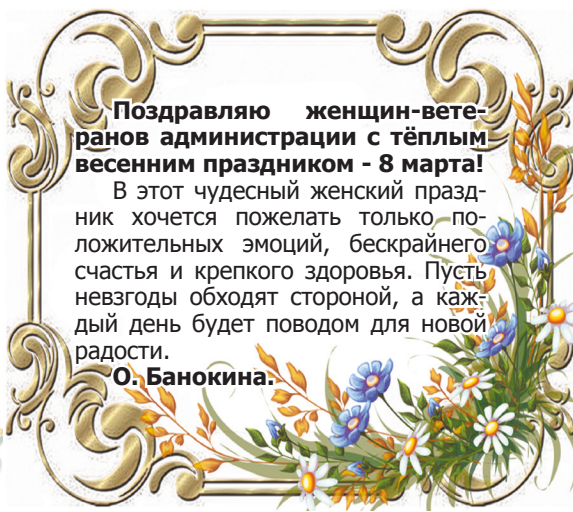 Поздравляю женщин-вете-
ранов администрации с тёплым
весенним праздником - 8 марта!
В этот чудесный женский празд-
ник хочется пожелать только по-
ложительных эмоций, бескрайнего
счастья и крепкого здоровья. Пусть
невзгоды обходят стороной, а каж-
дый день будет поводом для новой
радости.
О. Банокина.